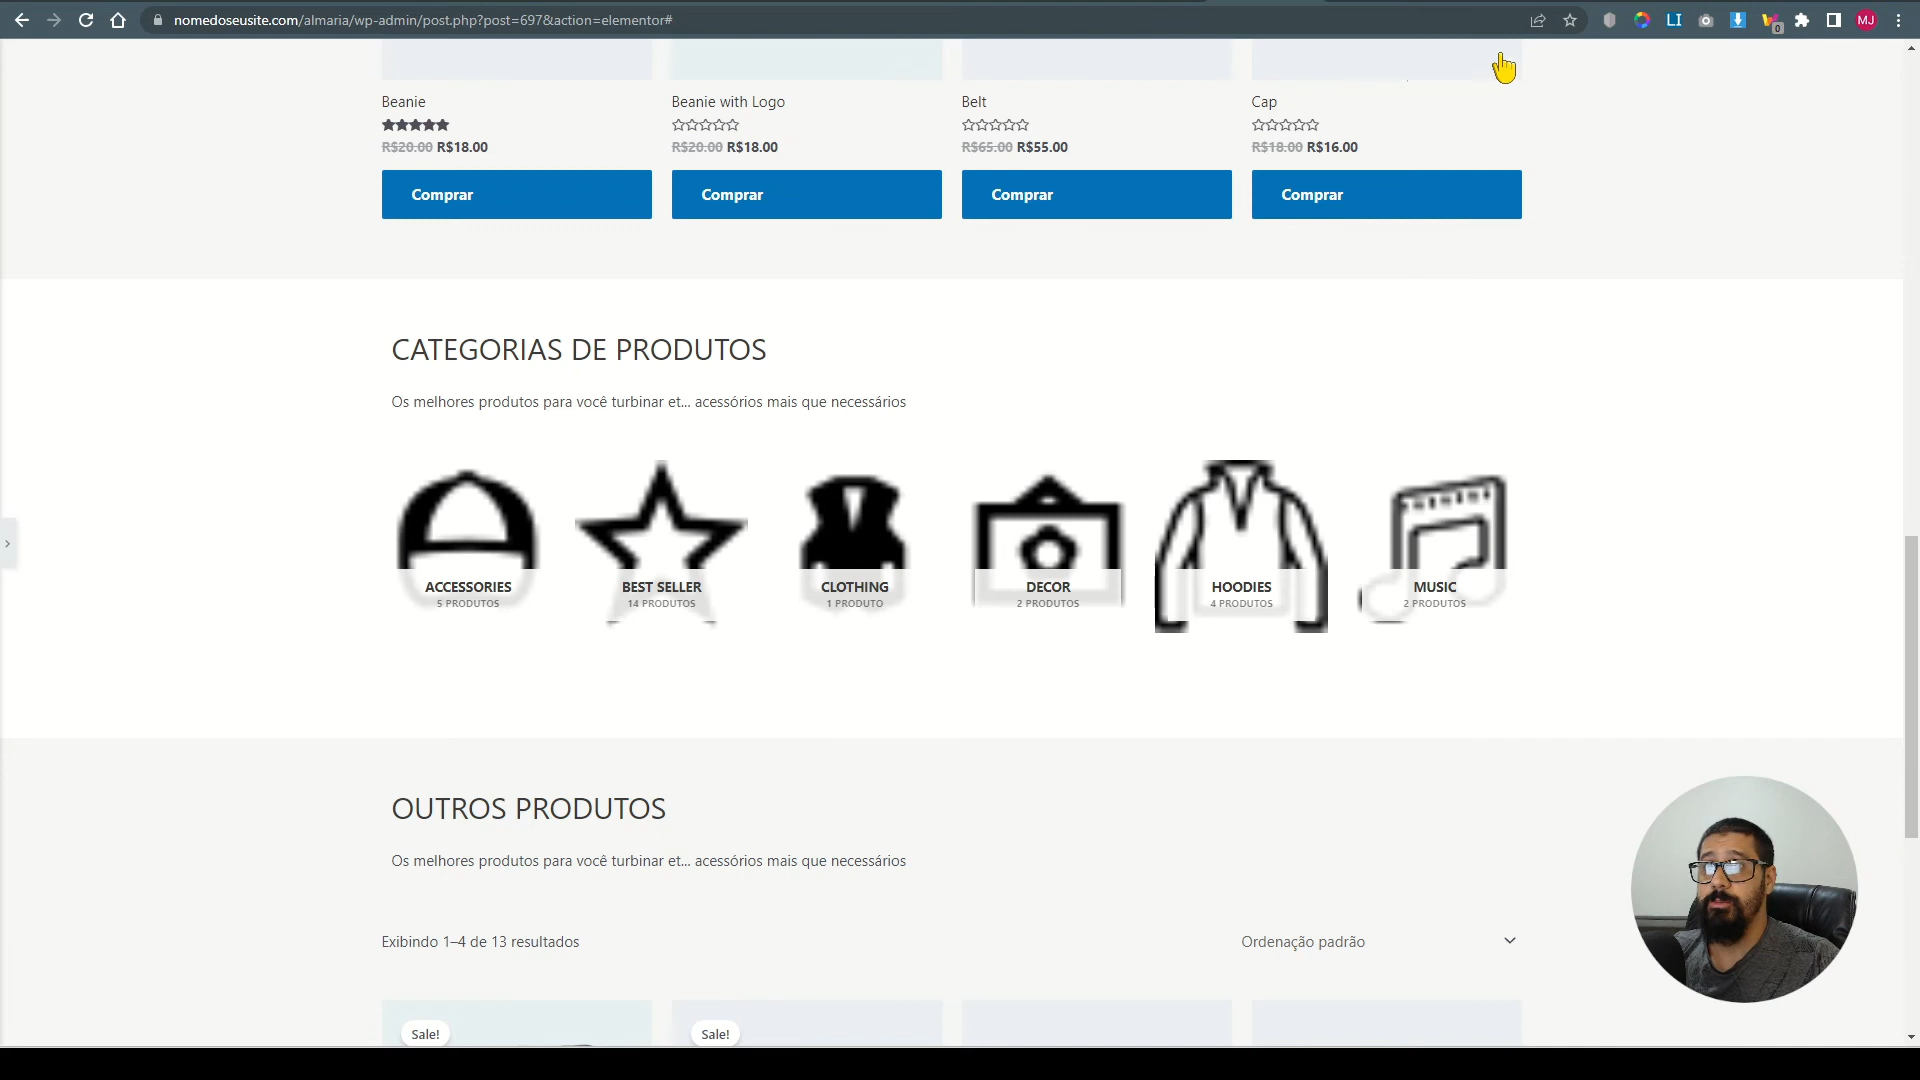 nomedoseusite.com/almaria/wp-admin/post.php?post=697&action=elementor#
LI
0
MJ
Beanie
Beanie with Logo
Belt
Cap
R$20.00 R$18.00
R$20.00 R$18.00
R$65.00 R$55.00
R$18.00 R$16.00
Comprar
Comprar
Comprar
Comprar
CATEGORIAS DE PRODUTOS
Os melhores produtos para você turbinar et... acessórios mais que necessários
ACCESSORIES
5 PRODUTOS
BEST SELLER
14 PRODUTOS
CLOTHING
1 PRODUTO
DECOR
2 PRODUTOS
HOODIES
4 PRODUTOS
MUSIC
2 PRODUTOS
OUTROS PRODUTOS
Os melhores produtos para você turbinar et... acessórios mais que necessários
Exibindo 1–4 de 13 resultados
Ordenação padrão
Sale!
Sale!